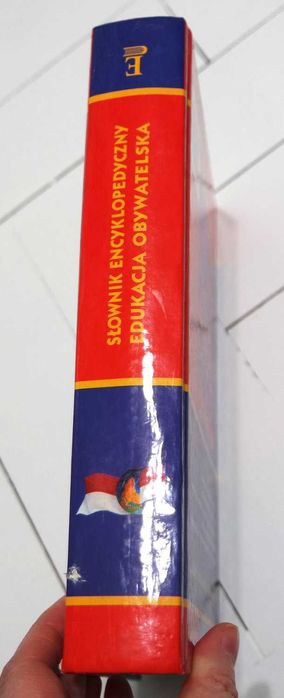 E
SŁOWNIK ENCYKLOPEDYCZNY
EDUKACJA OBYWATELSKA